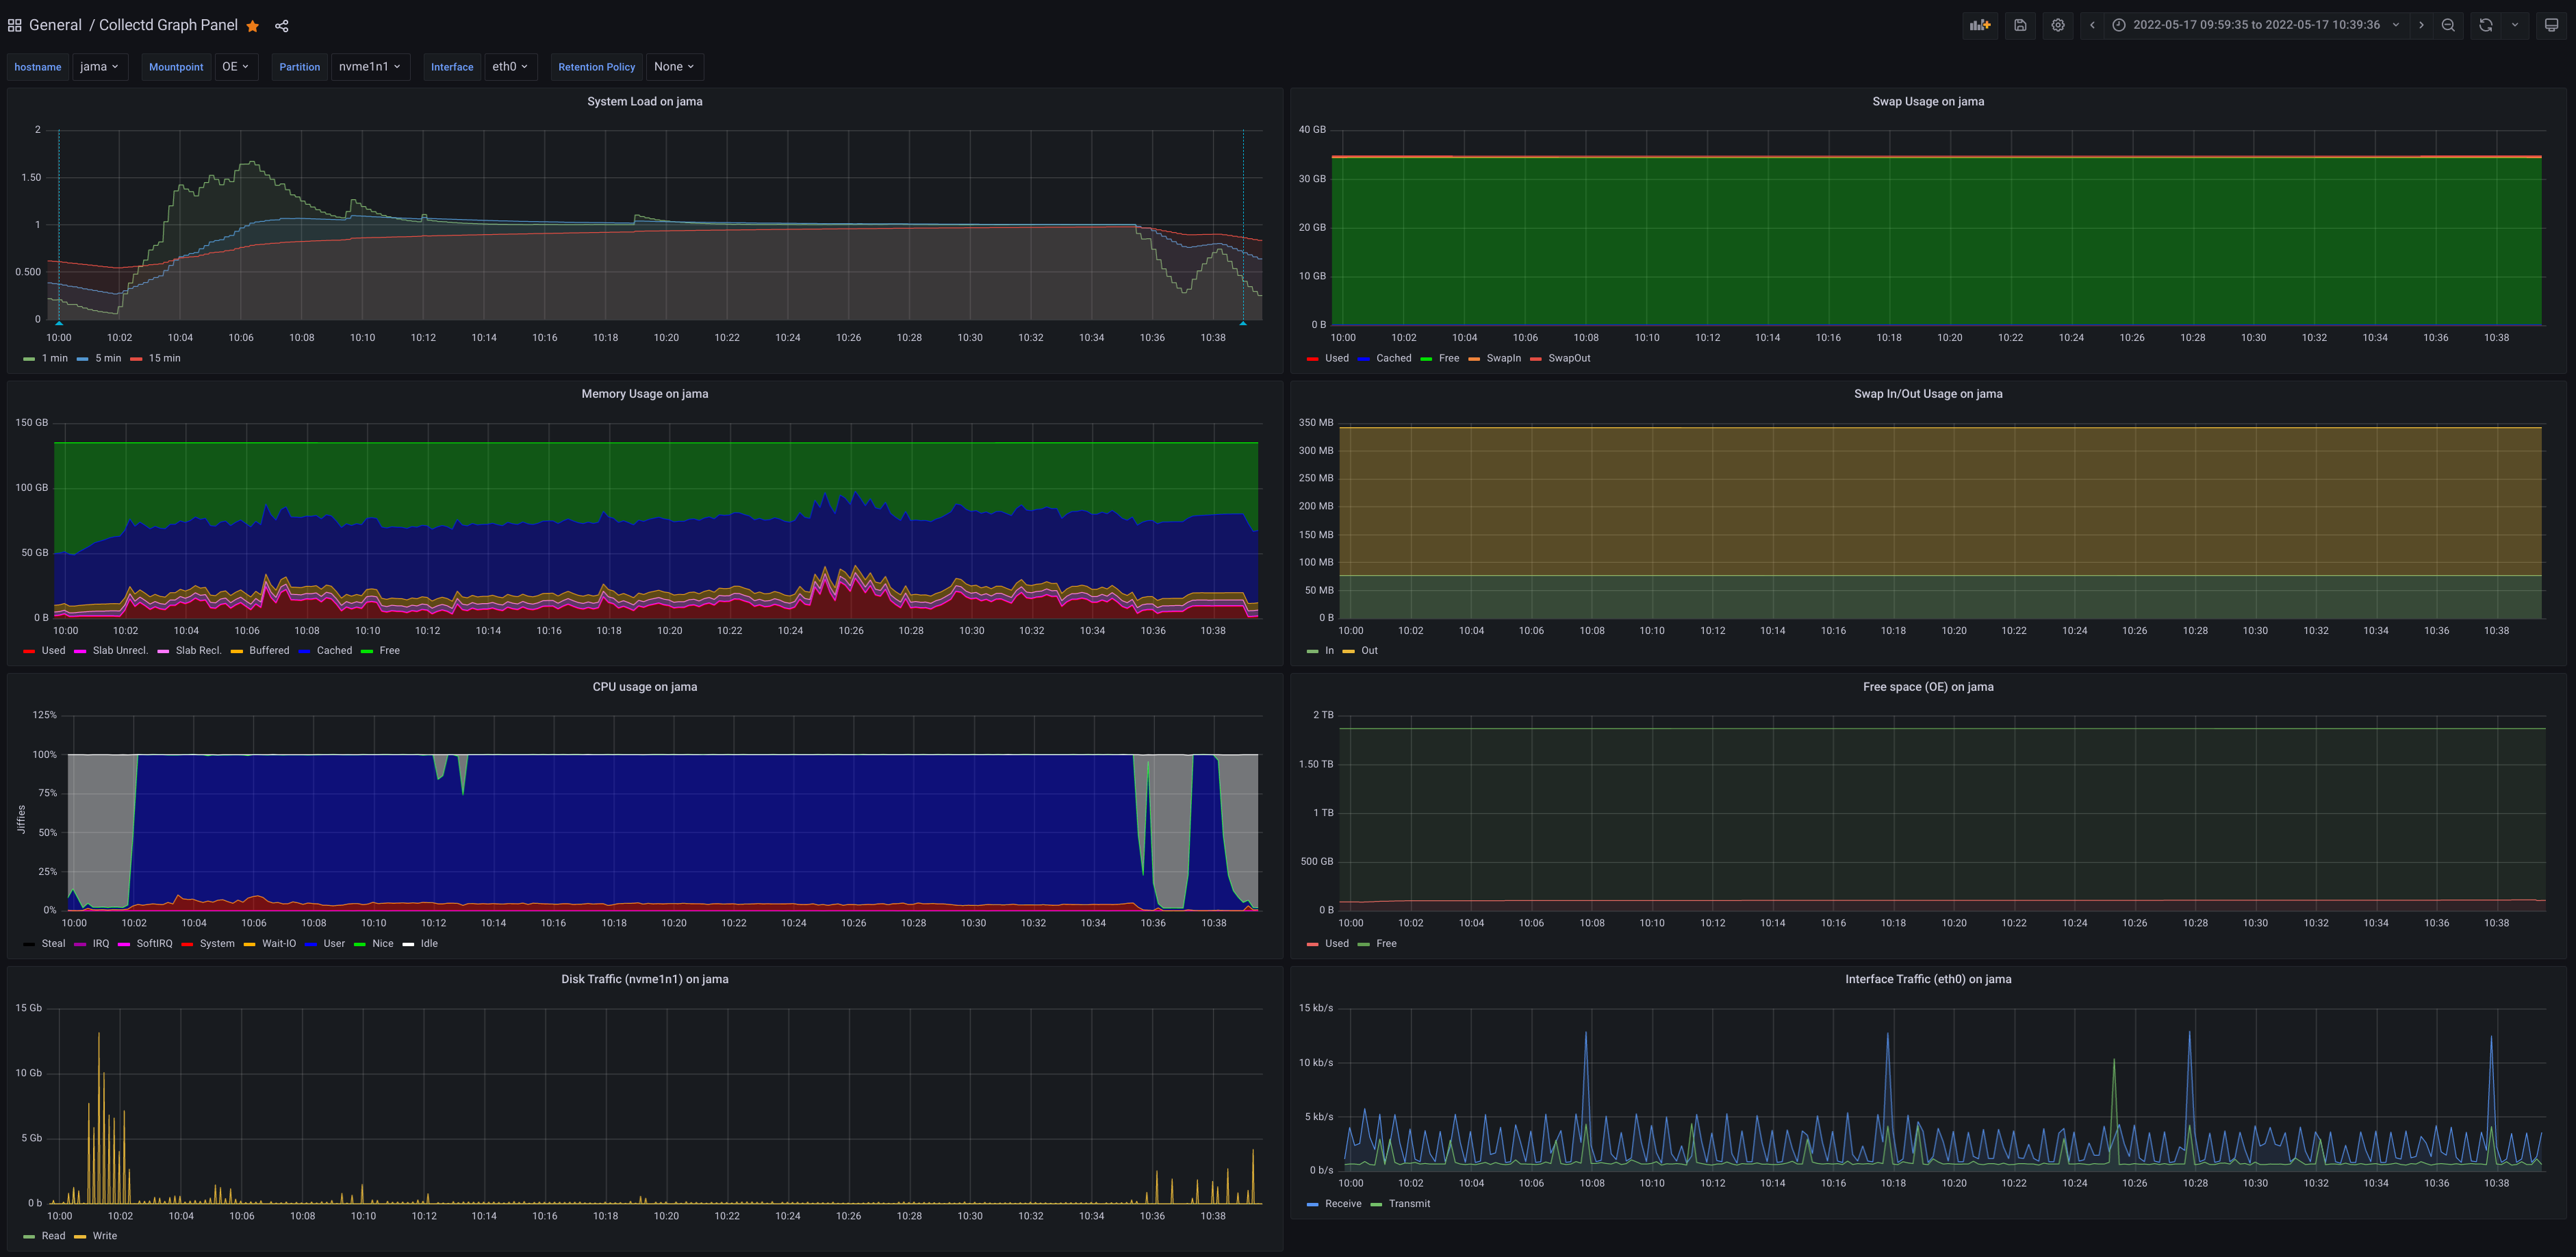 General / Collectd Graph Panel
2022-05-17 09:59:35 to 2022-05-17 10:39:36
hostname jama Mountpoint OE Partition nvme1n1 Interface eth0 Retention Policy None
System Load on jama
2
1.50
1
0.500
0
10:00 10:02 10:04 10:06 10:08 10:10 10:12 10:14 10:16 10:18 10:20 10:22 10:24 10:26 10:28 10:30 10:32 10:34 10:36 10:38
1 min 5 min 15 min
Swap Usage on jama
40 GB
30 GB
20 GB
10 GB
0 B
10:00 10:02 10:04 10:06 10:08 10:10 10:12 10:14 10:16 10:18 10:20 10:22 10:24 10:26 10:28 10:30 10:32 10:34 10:36 10:38
Used Cached Free SwapIn SwapOut
Memory Usage on jama
150 GB
100 GB
50 GB
0 B
10:00 10:02 10:04 10:06 10:08 10:10 10:12 10:14 10:16 10:18 10:20 10:22 10:24 10:26 10:28 10:30 10:32 10:34 10:36 10:38
Used Slab Unrecl. Slab Recl. Buffered Cached Free
Swap In/Out Usage on jama
350 MB
300 MB
250 MB
200 MB
150 MB
100 MB
50 MB
0 B
10:00 10:02 10:04 10:06 10:08 10:10 10:12 10:14 10:16 10:18 10:20 10:22 10:24 10:26 10:28 10:30 10:32 10:34 10:36 10:38
In Out
CPU usage on jama
Jiffies
125%
100%
75%
50%
25%
0%
10:00 10:02 10:04 10:06 10:08 10:10 10:12 10:14 10:16 10:18 10:20 10:22 10:24 10:26 10:28 10:30 10:32 10:34 10:36 10:38
Steal IRQ SoftIRQ System Wait-IO User Nice Idle
Free space (OE) on jama
2 TB
1.50 TB
1 TB
500 GB
0 B
10:00 10:02 10:04 10:06 10:08 10:10 10:12 10:14 10:16 10:18 10:20 10:22 10:24 10:26 10:28 10:30 10:32 10:34 10:36 10:38
Used Free
Disk Traffic (nvme1n1) on jama
15 Gb
10 Gb
5 Gb
0 b
10:00 10:02 10:04 10:06 10:08 10:10 10:12 10:14 10:16 10:18 10:20 10:22 10:24 10:26 10:28 10:30 10:32 10:34 10:36 10:38
Read Write
Interface Traffic (eth0) on jama
15 kb/s
10 kb/s
5 kb/s
0 b/s
10:00 10:02 10:04 10:06 10:08 10:10 10:12 10:14 10:16 10:18 10:20 10:22 10:24 10:26 10:28 10:30 10:32 10:34 10:36 10:38
Receive Transmit